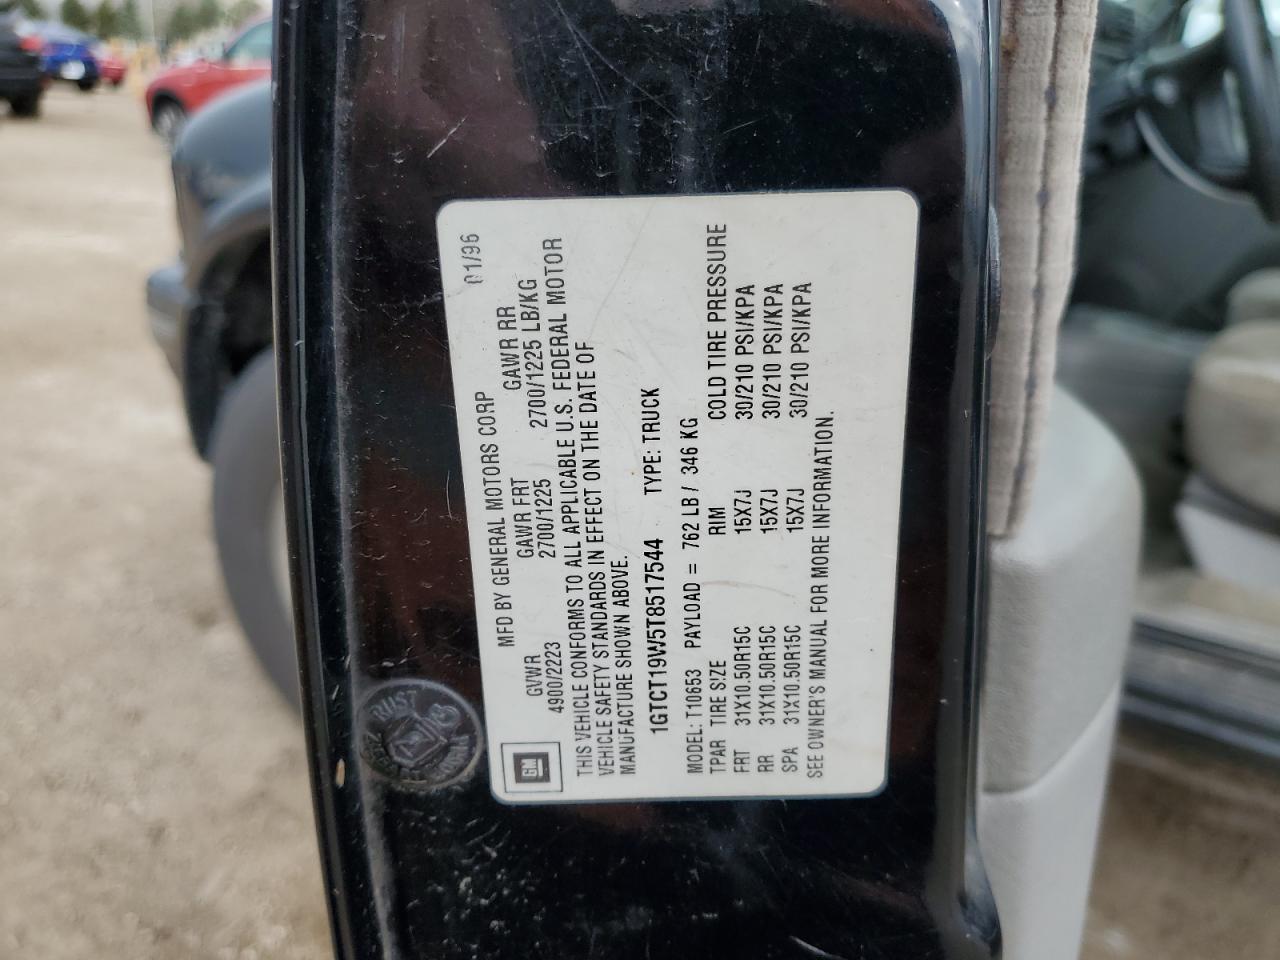 MFD BY GENERAL MOTORS CORP 01/96
GVWR GAWR FRT GAWR RR
4900/2223 2700/1225 2700/1225 LB/KG
THIS VEHICLE CONFORMS TO ALL APPLICABLE U.S. FEDERAL MOTOR
VEHICLE SAFETY STANDARDS IN EFFECT ON THE DATE OF
MANUFACTURE SHOWN ABOVE.
1GTCT19W5T8517544 TYPE: TRUCK
MODEL: T10653 PAYLOAD = 762 LB / 346 KG
TPAR TIRE SIZE RIM COLD TIRE PRESSURE
FRT 31X10.50R15C 15X7J 30/210 PSI/KPA
RR 31X10.50R15C 15X7J 30/210 PSI/KPA
SPA 31X10.50R15C 15X7J 30/210 PSI/KPA
SEE OWNER'S MANUAL FOR MORE INFORMATION.
GM
RUST